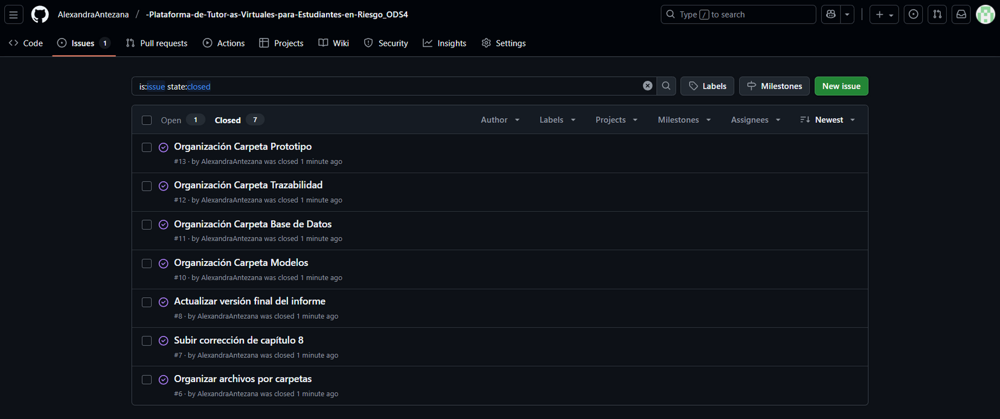 AlexandraAntezana / -Plataforma-de-Tutor-as-Virtuales-para-Estudiantes-en-Riesgo_ODS4
Type / to search
Code Issues 1 Pull requests Actions Projects Wiki Security Insights Settings
is:issue state:closed
Labels Milestones New issue
Open 1 Closed 7 Author Labels Projects Milestones Assignees Newest
Organización Carpeta Prototipo
#13 · by AlexandraAntezana was closed 1 minute ago
Organización Carpeta Trazabilidad
#12 · by AlexandraAntezana was closed 1 minute ago
Organización Carpeta Base de Datos
#11 · by AlexandraAntezana was closed 1 minute ago
Organización Carpeta Modelos
#10 · by AlexandraAntezana was closed 1 minute ago
Actualizar versión final del informe
#8 · by AlexandraAntezana was closed 1 minute ago
Subir corrección de capítulo 8
#7 · by AlexandraAntezana was closed 1 minute ago
Organizar archivos por carpetas
#6 · by AlexandraAntezana was closed 1 minute ago